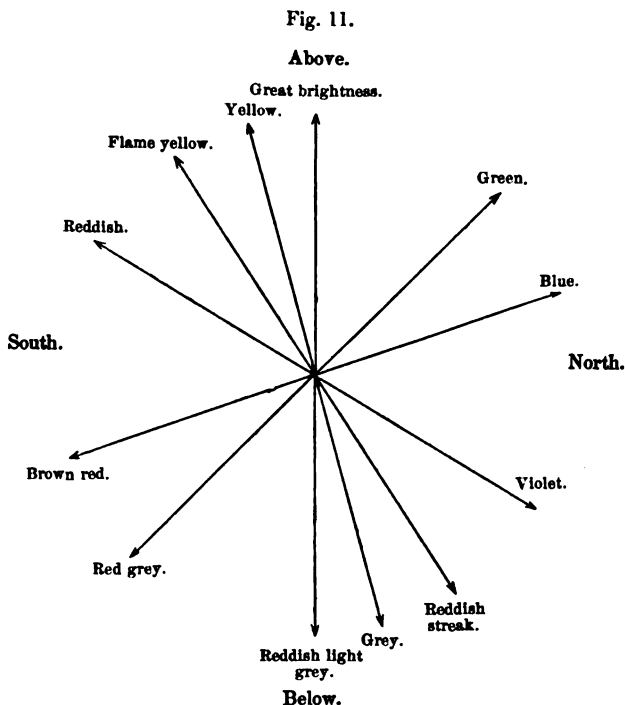 Fig. 11.
Above.
Great brightness.
Yellow.
Flame yellow.
Green.
Reddish.
Blue.
South.
North.
Brown red.
Violet.
Red grey.
Reddish
streak.
Grey.
Reddish light
grey.
Below.